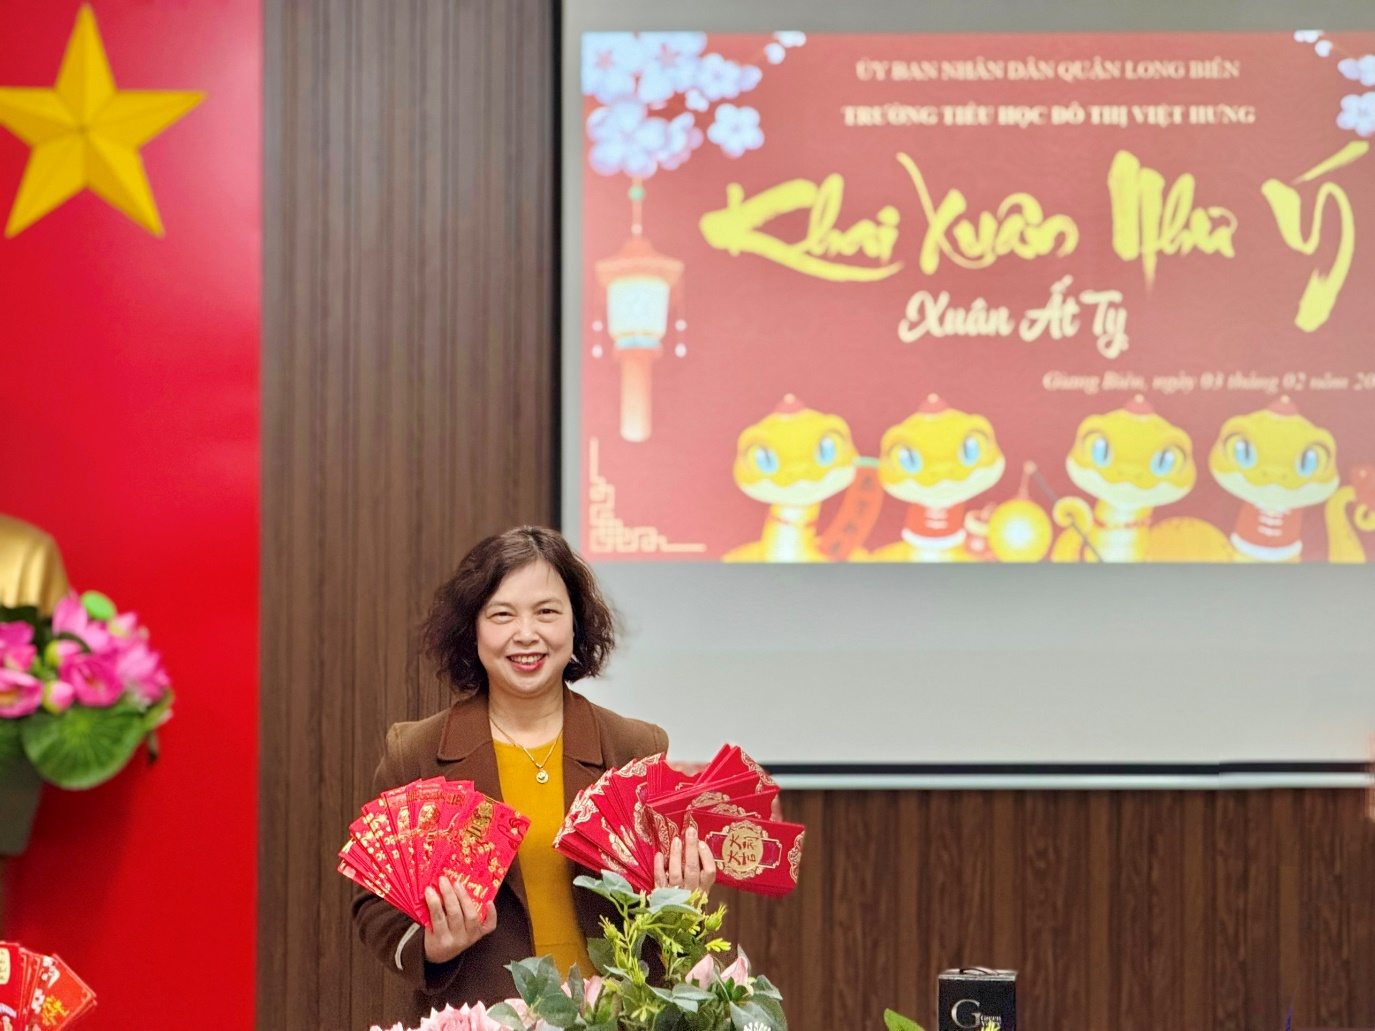 ỦY BAN NHÂN DÂN QUẬN LONG BIÊN
TRƯỜNG TIỂU HỌC ĐÔ THỊ VIỆT HƯNG
Khai Xuân Như Ý
Xuân Ất Tỵ
Giang Biên, ngày 03 tháng 02 năm 20
G